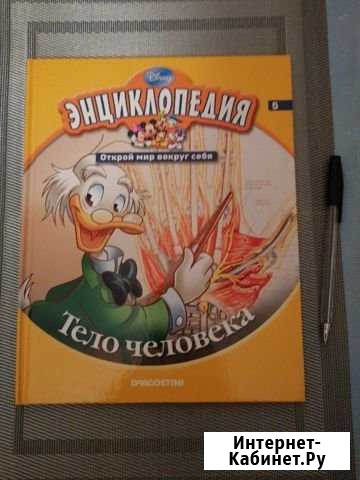 Disney
ЭНЦИКЛОПЕДИЯ
5
Открой мир вокруг себя
Тело человека
DEAGOSTINI
Интернет-
Кабинет.Ру